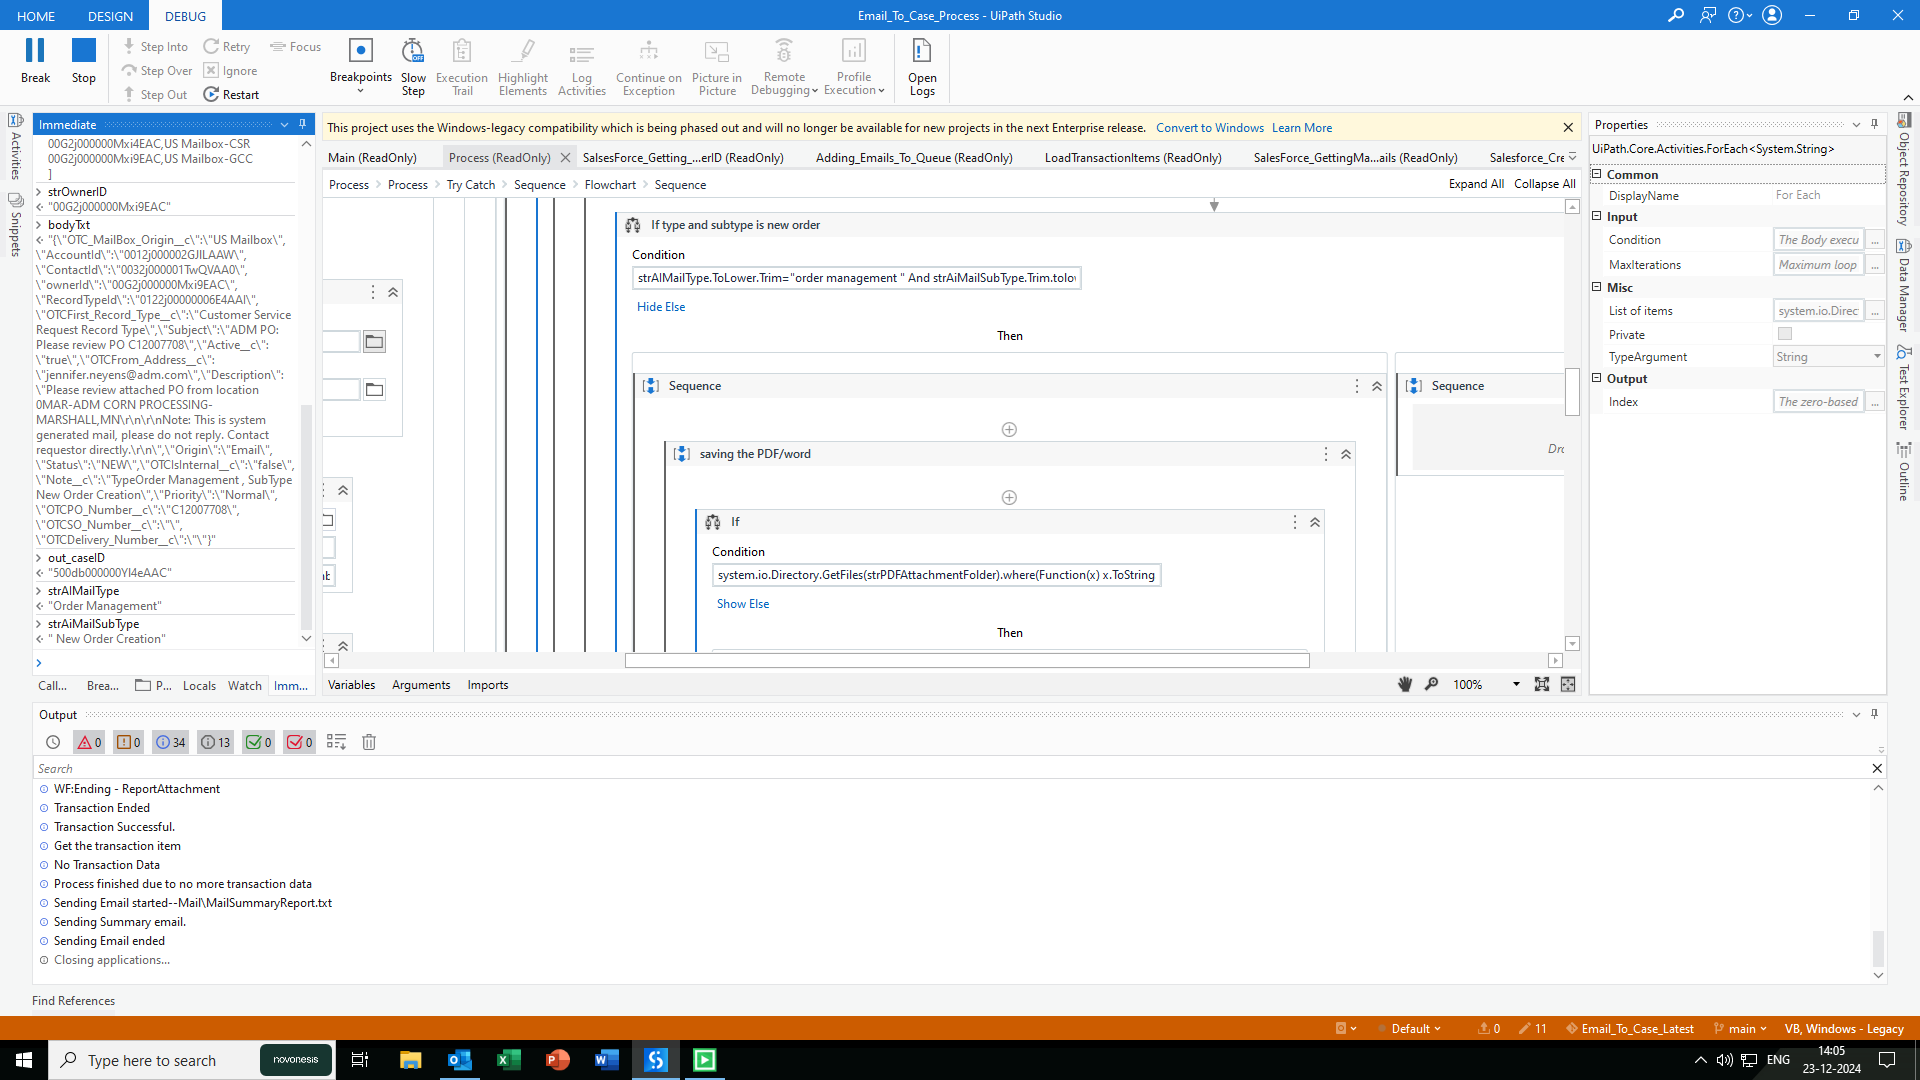 HOME
DESIGN
DEBUG
Email_To_Case_Process - UiPath Studio
Break
Stop
Step Into
Step Over
Step Out
Retry
Ignore
Restart
Focus
Breakpoints
Slow Step
Execution Trail
Highlight Elements
Log Activities
Continue on Exception
Picture in Picture
Remote Debugging
Profile Execution
Open Logs
Activities
Snippets
Immediate
00G2j000000Mxi4EAC,US Mailbox-CSR
00G2j000000Mxi9EAC,US Mailbox-GCC
]
strOwnerID
"00G2j000000Mxi9EAC"
bodyTxt
"{\"OTC_MailBox_Origin__c\":\"US Mailbox\",
\"AccountId\":\"0012j000002GJILAAW\",
\"ContactId\":\"0032j000001TwQVAA0\",
\"ownerId\":\"00G2j000000Mxi9EAC\",
\"RecordTypeId\":\"0122j00000006E4AAI\",
\"OTCFirst_Record_Type__c\":\"Customer Service
Request Record Type\",\"Subject\":\"ADM PO:
Please review PO C12007708\",\"Active__c\":
\"true\",\"OTCFrom_Address__c\":
\"jennifer.neyens@adm.com\",\"Description\":
\"Please review attached PO from location
0MAR-ADM CORN PROCESSING-
MARSHALL,MN\r\n\r\nNote: This is system
generated mail, please do not reply. Contact
requestor directly.\r\n\",\"Origin\":\"Email\",
\"Status\":\"NEW\",\"OTCIsInternal__c\":\"false\",
\"Note__c\":\"TypeOrder Management , SubType
New Order Creation\",\"Priority\":\"Normal\",
\"OTCPO_Number__c\":\"C12007708\",
\"OTCSO_Number__c\":\"\",
\"OTCDelivery_Number__c\":\"\"}"
out_caseID
"500db000000YI4eAAC"
strAIMailType
"Order Management"
strAiMailSubType
" New Order Creation"
Call...
Brea...
P...
Locals
Watch
Imm...
This project uses the Windows-legacy compatibility which is being phased out and will no longer be available for new projects in the next Enterprise release. Convert to Windows Learn More
Main (ReadOnly)
Process (ReadOnly)
SalsesForce_Getting_...erID (ReadOnly)
Adding_Emails_To_Queue (ReadOnly)
LoadTransactionItems (ReadOnly)
SalesForce_GettingMa...ails (ReadOnly)
Salesforce_Cre
Process > Process > Try Catch > Sequence > Flowchart > Sequence
Expand All
Collapse All
If type and subtype is new order
Condition
strAIMailType.ToLower.Trim="order management " And strAiMailSubType.Trim.tolow
Hide Else
Then
Sequence
Sequence
saving the PDF/word
If
Condition
system.io.Directory.GetFiles(strPDFAttachmentFolder).where(Function(x) x.ToString
Show Else
Then
Variables
Arguments
Imports
100%
Properties
UiPath.Core.Activities.ForEach<System.String>
Common
DisplayName For Each
Input
Condition The Body execu ...
MaxIterations Maximum loop ...
Misc
List of items system.io.Direc ...
Private
TypeArgument String
Output
Index The zero-based ...
Object Repository
Data Manager
Test Explorer
Outline
Output
0
0
34
13
0
0
Search
WF:Ending - ReportAttachment
Transaction Ended
Transaction Successful.
Get the transaction item
No Transaction Data
Process finished due to no more transaction data
Sending Email started--Mail\MailSummaryReport.txt
Sending Summary email.
Sending Email ended
Closing applications...
Find References
Default
0
11
Email_To_Case_Latest
main
VB, Windows - Legacy
Type here to search
novonesis
ENG
14:05
23-12-2024